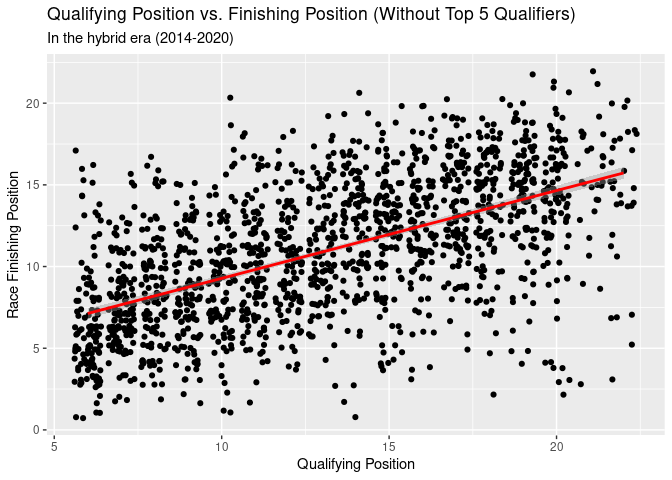 Qualifying Position vs. Finishing Position (Without Top 5 Qualifiers)
In the hybrid era (2014-2020)
Race Finishing Position
20
15
10
5
0
5 10 15 20
Qualifying Position